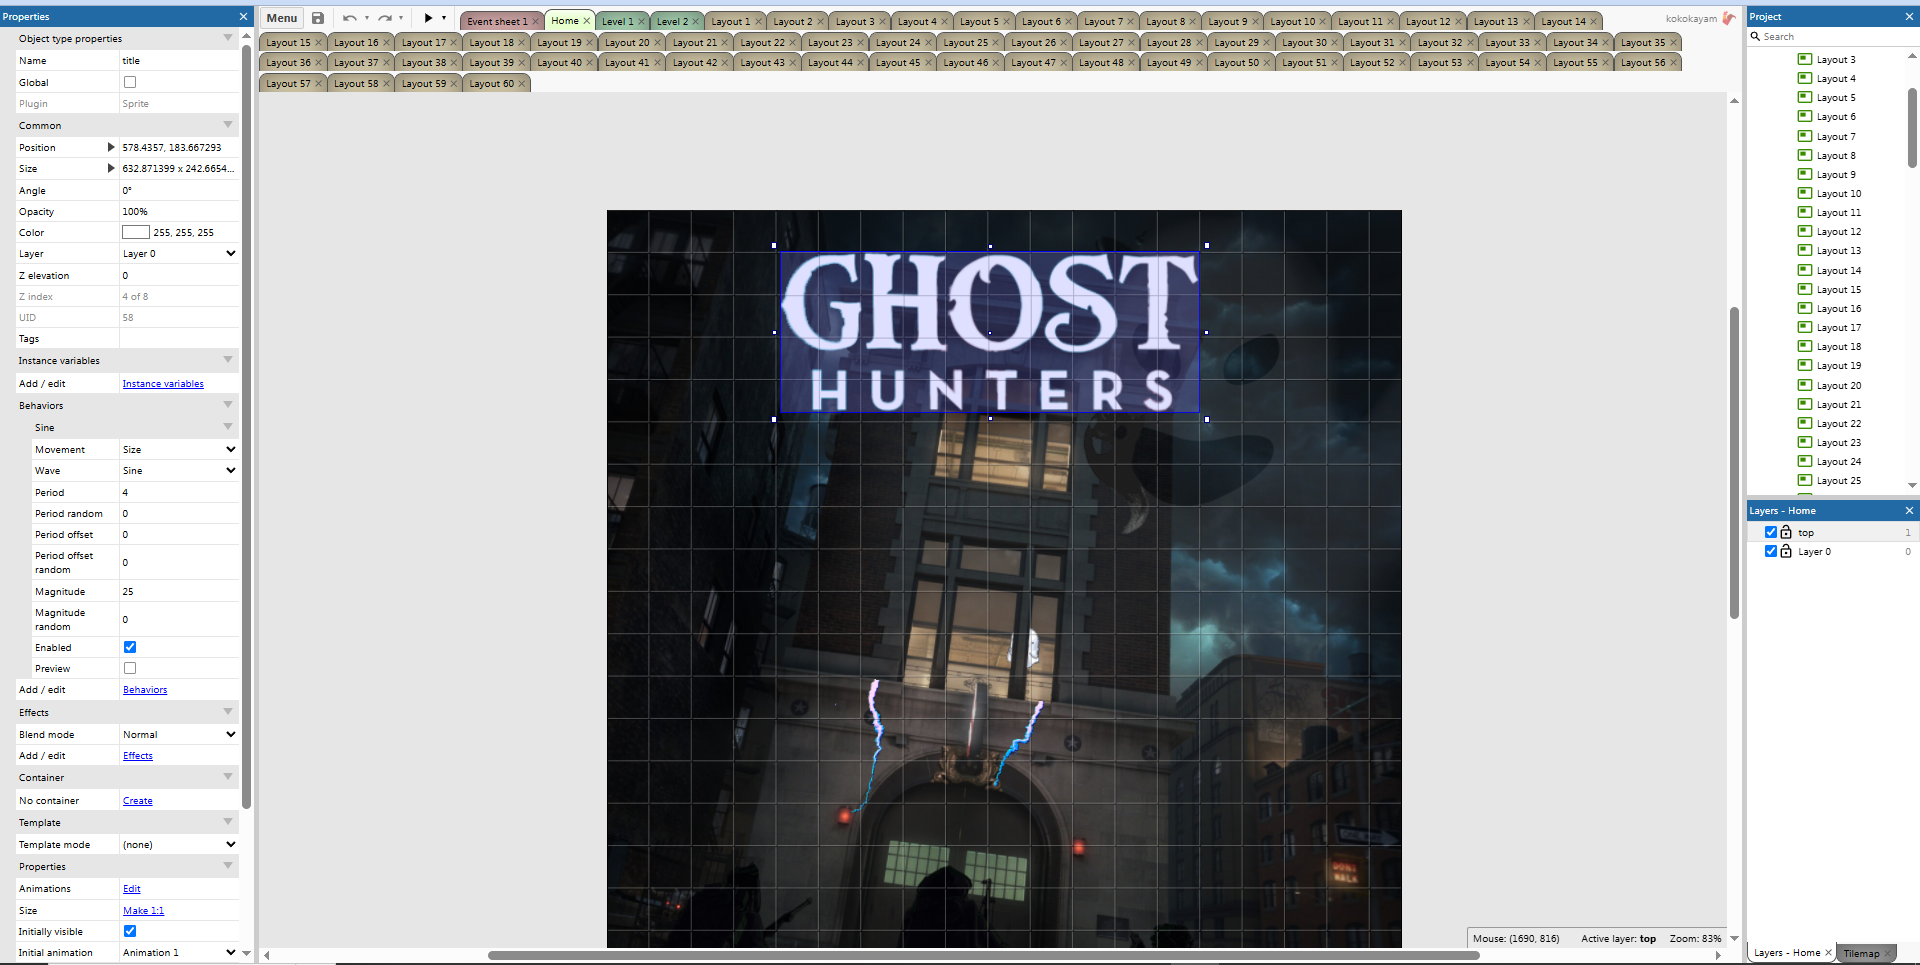 Properties
Object type properties
Name title
Global
Plugin Sprite
Common
Position 578.4357, 183.667293
Size 632.871399 x 242.6654...
Angle 0°
Opacity 100%
Color 255, 255, 255
Layer Layer 0
Z elevation 0
Z index 4 of 8
UID 58
Tags
Instance variables
Add / edit Instance variables
Behaviors
Sine
Movement Size
Wave Sine
Period 4
Period random 0
Period offset 0
Period offset random 0
Magnitude 25
Magnitude random 0
Enabled
Preview
Add / edit Behaviors
Effects
Blend mode Normal
Add / edit Effects
Container
No container Create
Template
Template mode (none)
Properties
Animations Edit
Size Make 1:1
Initially visible
Initial animation Animation 1
Menu
Event sheet 1 Home Level 1 Level 2 Layout 1 Layout 2 Layout 3 Layout 4 Layout 5 Layout 6 Layout 7 Layout 8 Layout 9 Layout 10 Layout 11 Layout 12 Layout 13 Layout 14
kokokayam
Layout 15 Layout 16 Layout 17 Layout 18 Layout 19 Layout 20 Layout 21 Layout 22 Layout 23 Layout 24 Layout 25 Layout 26 Layout 27 Layout 28 Layout 29 Layout 30 Layout 31 Layout 32 Layout 33 Layout 34 Layout 35
Layout 36 Layout 37 Layout 38 Layout 39 Layout 40 Layout 41 Layout 42 Layout 43 Layout 44 Layout 45 Layout 46 Layout 47 Layout 48 Layout 49 Layout 50 Layout 51 Layout 52 Layout 53 Layout 54 Layout 55 Layout 56
Layout 57 Layout 58 Layout 59 Layout 60
GHOST
HUNTERS
Mouse: (1690, 816) Active layer: top Zoom: 83%
Project
Search
Layout 3
Layout 4
Layout 5
Layout 6
Layout 7
Layout 8
Layout 9
Layout 10
Layout 11
Layout 12
Layout 13
Layout 14
Layout 15
Layout 16
Layout 17
Layout 18
Layout 19
Layout 20
Layout 21
Layout 22
Layout 23
Layout 24
Layout 25
Layers - Home
top 1
Layer 0 0
Layers - Home Tilemap